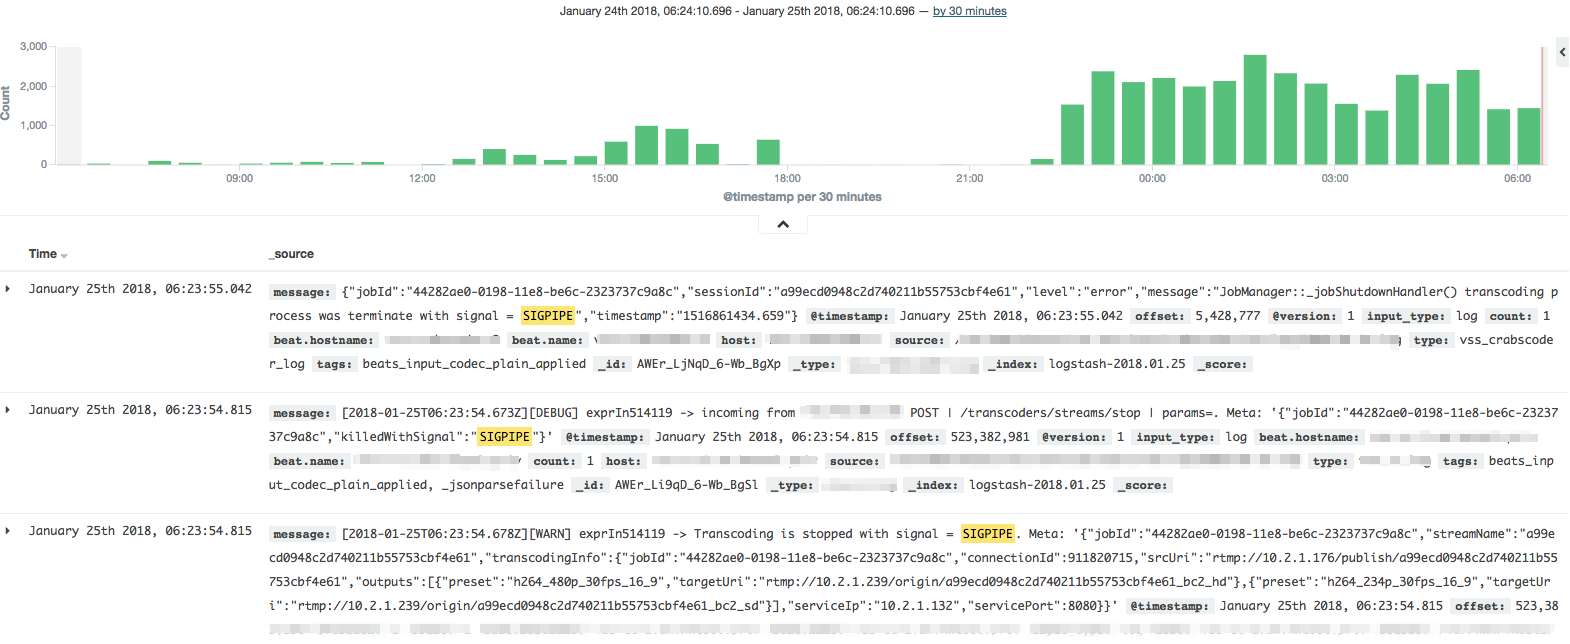 January 24th 2018, 06:24:10.696 - January 25th 2018, 06:24:10.696 — by 30 minutes
3,000
2,000
1,000
0
Count
09:00 12:00 15:00 18:00 21:00 00:00 03:00 06:00
@timestamp per 30 minutes
Time _source
January 25th 2018, 06:23:55.042 message: {"jobId":"44282ae0-0198-11e8-be6c-2323737c9a8c","sessionId":"a99ecd0948c2d740211b55753cbf4e61","level":"error","message":"JobManager::_jobShutdownHandler() transcoding p
rocess was terminate with signal = SIGPIPE","timestamp":"1516861434.659"} @timestamp: January 25th 2018, 06:23:55.042 offset: 5,428,777 @version: 1 input_type: log count: 1
beat.hostname: beat.name: host: source: type: vss_crabscode
r_log tags: beats_input_codec_plain_applied _id: AWEr_LjNqD_6-Wb_BgXp _type: _index: logstash-2018.01.25 _score:
January 25th 2018, 06:23:54.815 message: [2018-01-25T06:23:54.673Z][DEBUG] exprIn514119 -> incoming from POST | /transcoders/streams/stop | params=. Meta: '{"jobId":"44282ae0-0198-11e8-be6c-23237
37c9a8c","killedWithSignal":"SIGPIPE"}' @timestamp: January 25th 2018, 06:23:54.815 offset: 523,382,981 @version: 1 input_type: log beat.hostname:
beat.name: count: 1 host: source: type: tags: beats_inp
ut_codec_plain_applied, _jsonparsefailure _id: AWEr_Li9qD_6-Wb_BgSl _type: _index: logstash-2018.01.25 _score:
January 25th 2018, 06:23:54.815 message: [2018-01-25T06:23:54.678Z][WARN] exprIn514119 -> Transcoding is stopped with signal = SIGPIPE. Meta: '{"jobId":"44282ae0-0198-11e8-be6c-2323737c9a8c","streamName":"a99e
cd0948c2d740211b55753cbf4e61","transcodingInfo":{"jobId":"44282ae0-0198-11e8-be6c-2323737c9a8c","connectionId":911820715,"srcUri":"rtmp://10.2.1.176/publish/a99ecd0948c2d740211b55
753cbf4e61","outputs":[{"preset":"h264_480p_30fps_16_9","targetUri":"rtmp://10.2.1.239/origin/a99ecd0948c2d740211b55753cbf4e61_bc2_hd"},{"preset":"h264_234p_30fps_16_9","targetUr
i":"rtmp://10.2.1.239/origin/a99ecd0948c2d740211b55753cbf4e61_bc2_sd"}],"serviceIp":"10.2.1.132","servicePort":8080}}' @timestamp: January 25th 2018, 06:23:54.815 offset: 523,38